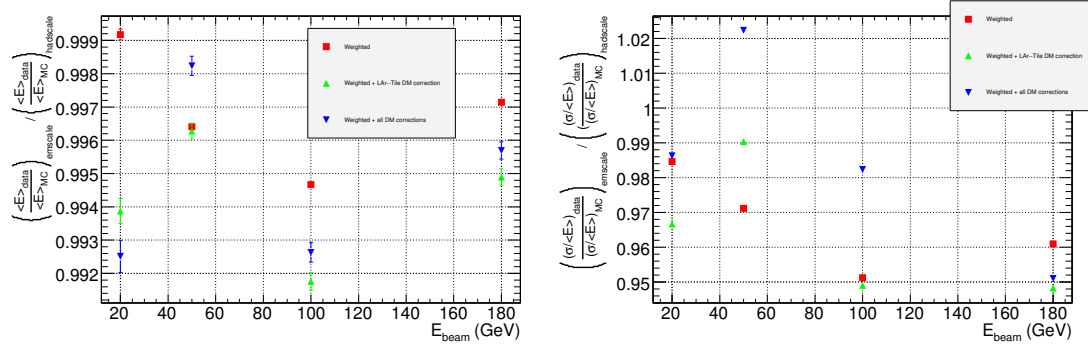 ( <E>data / <E>MC ) emscale / ( <E>data / <E>MC ) hadscale
0.999
0.998
0.997
0.996
0.995
0.994
0.993
0.992
20 40 60 80 100 120 140 160 180
Ebeam (GeV)
Weighted
Weighted + LAr--Tile DM correction
Weighted + all DM corrections
( (σ/<E>)data / (σ/<E>)MC ) emscale / ( (σ/<E>)data / (σ/<E>)MC ) hadscale
1.02
1.01
1
0.99
0.98
0.97
0.96
0.95
20 40 60 80 100 120 140 160 180
Ebeam (GeV)
Weighted
Weighted + LAr--Tile DM correction
Weighted + all DM corrections